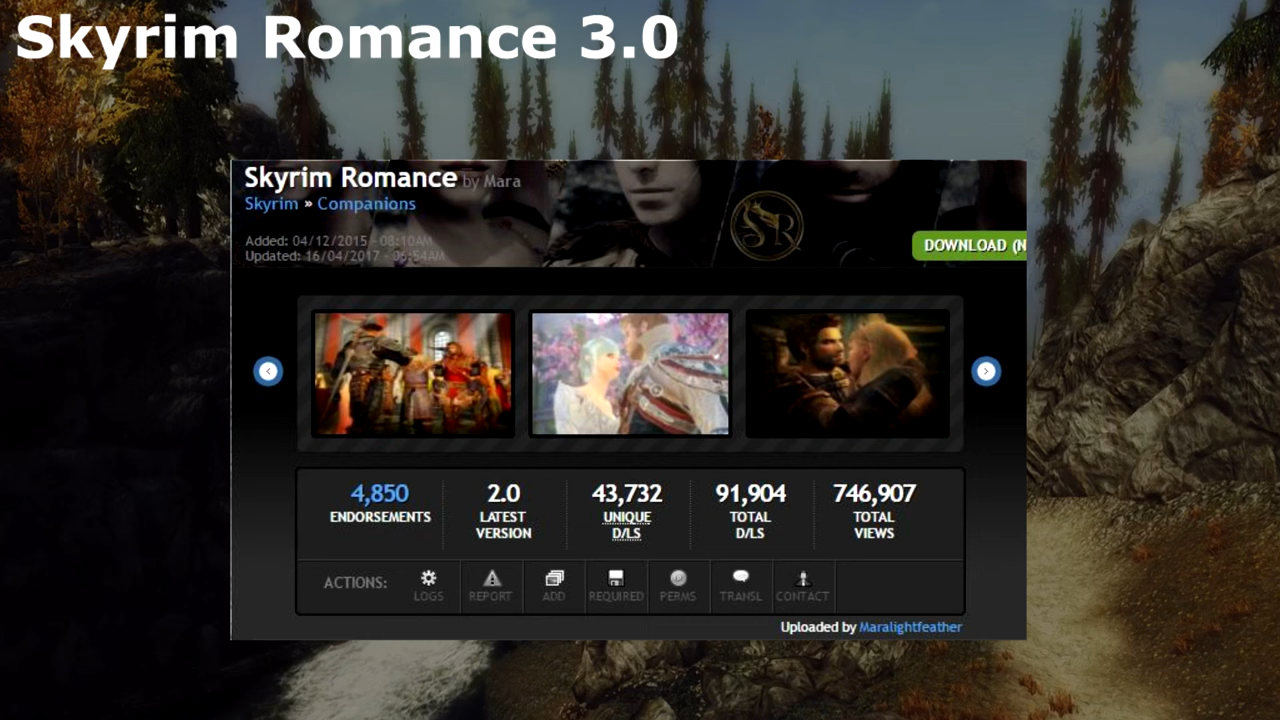 Skyrim Romance 3.0
Skyrim Romance by Mara
Skyrim » Companions
Added: 04/12/2015 - 08:10AM
Updated: 16/04/2017 - 06:54AM
SR
DOWNLOAD (N
4,850 2.0 43,732 91,904 746,907
ENDORSEMENTS LATEST UNIQUE TOTAL TOTAL
VERSION D/LS D/LS VIEWS
ACTIONS: LOGS REPORT ADD REQUIRED PERMS TRANSL CONTACT
Uploaded by Maralightfeather